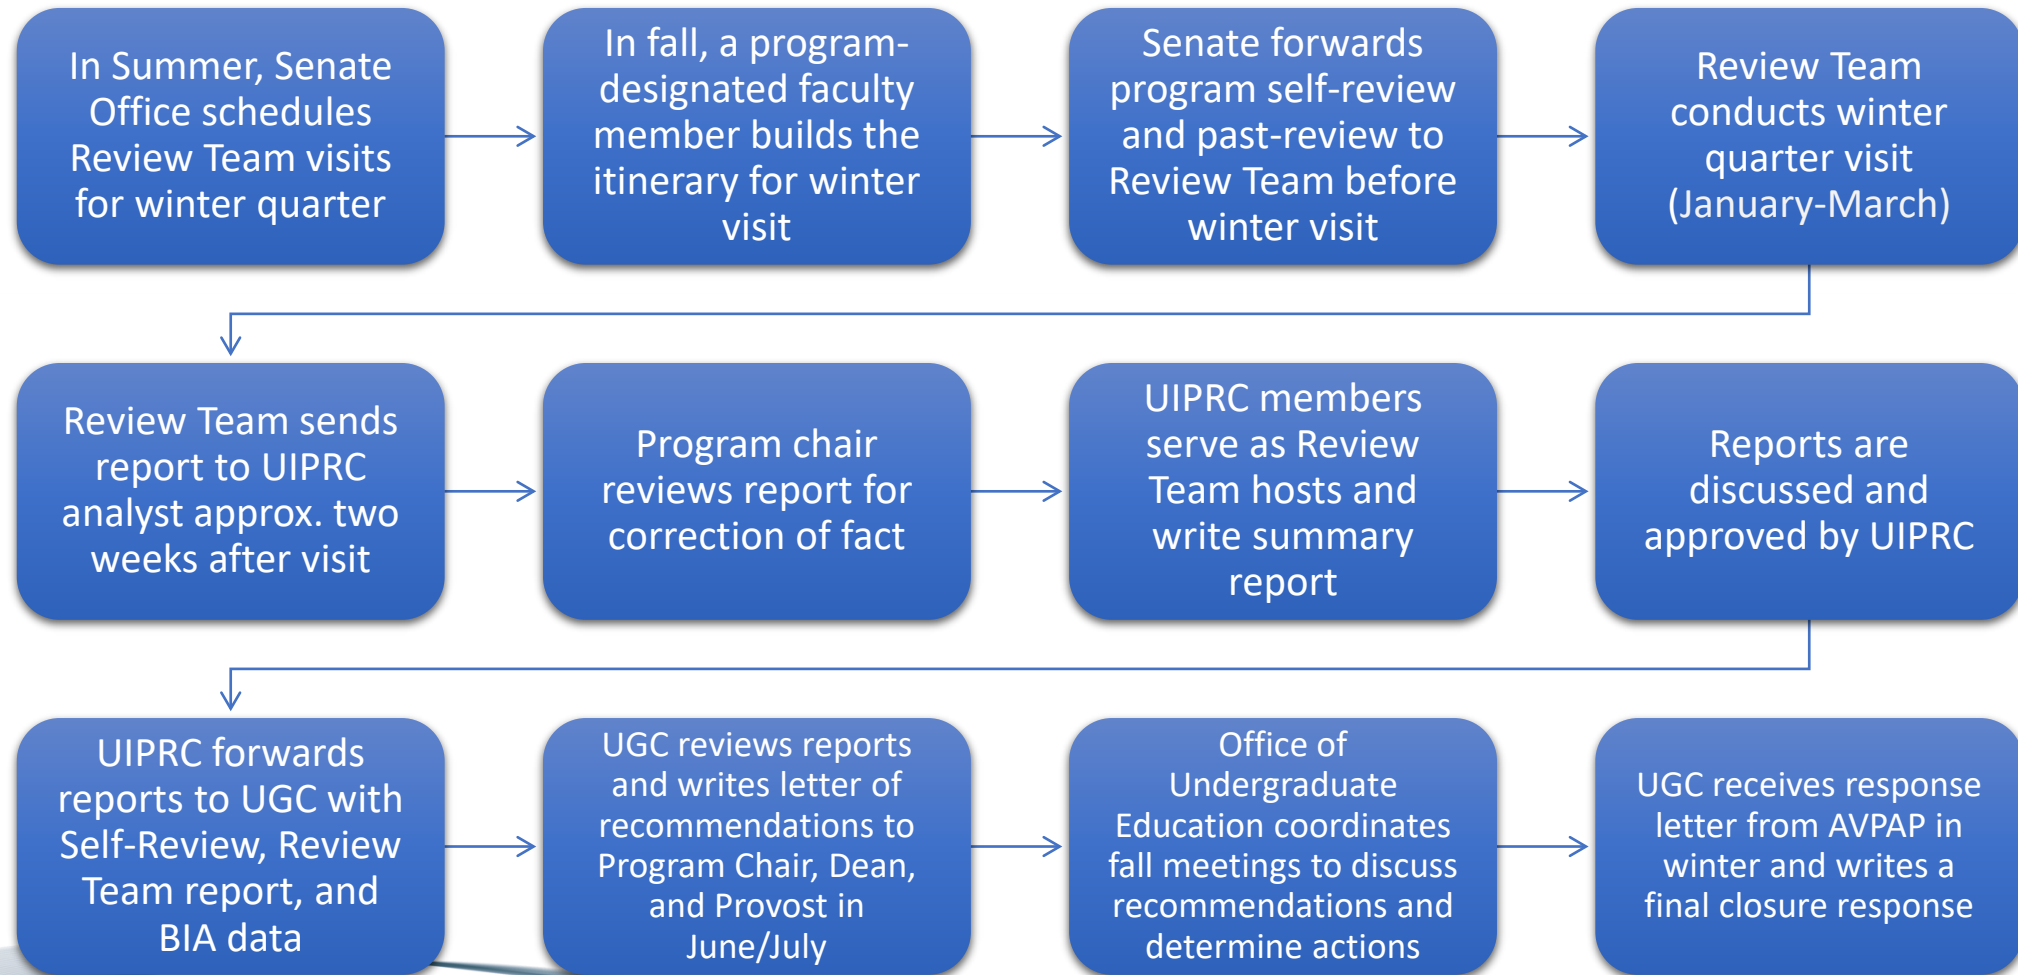 In Summer, Senate
Office schedules
Review Team visits
for winter quarter
In fall, a program-
designated faculty
member builds the
itinerary for winter
visit
Senate forwards
program self-review
and past-review to
Review Team before
winter visit
Review Team
conducts winter
quarter visit
(January-March)
Review Team sends
report to UIPRC
analyst approx. two
weeks after visit
Program chair
reviews report for
correction of fact
UIPRC members
serve as Review
Team hosts and
write summary
report
Reports are
discussed and
approved by UIPRC
UIPRC forwards
reports to UGC with
Self-Review, Review
Team report, and
BIA data
UGC reviews reports
and writes letter of
recommendations to
Program Chair, Dean,
and Provost in
June/July
Office of
Undergraduate
Education coordinates
fall meetings to discuss
recommendations and
determine actions
UGC receives response
letter from AVPAP in
winter and writes a
final closure response